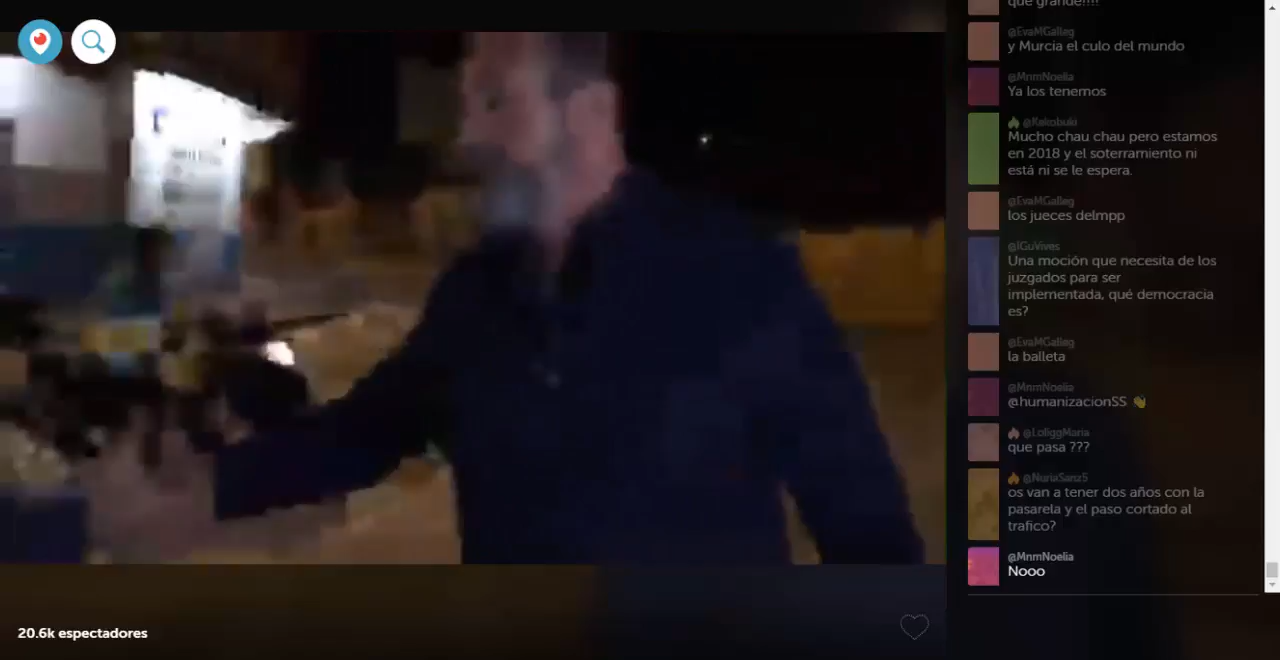 que grande!!!!
@EvaMGalleg
y Murcia el culo del mundo
@MnmNoelia
Ya los tenemos
@Kakobuki
Mucho chau chau pero estamos
en 2018 y el soterramiento ni
está ni se le espera.
@EvaMGalleg
los jueces delmpp
@IGuVives
Una moción que necesita de los
juzgados para ser
implementada, qué democracia
es?
@EvaMGalleg
la balleta
@MnmNoelia
@humanizacionSS 👋
@LoliggMaria
que pasa ???
@NuriaSanz5
os van a tener dos años con la
pasarela y el paso cortado al
trafico?
@MnmNoelia
Nooo
20.6k espectadores